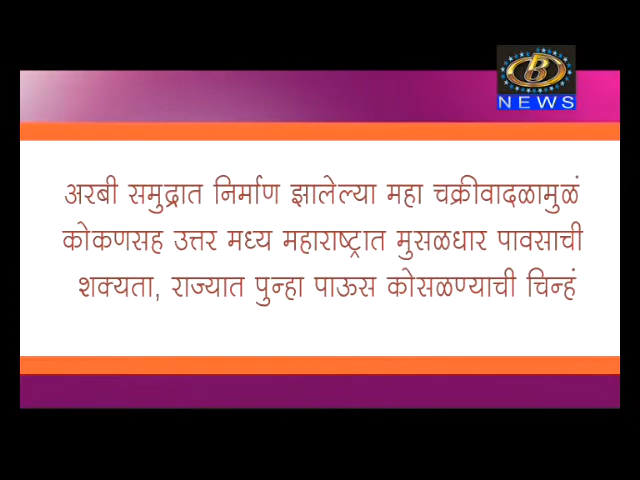 B
NEWS
अरबी समुद्रात निर्माण झालेल्या महा चक्रीवादळामुळं
कोकणसह उत्तर मध्य महाराष्ट्रात मुसळधार पावसाची
शक्यता, राज्यात पुन्हा पाऊस कोसळण्याची चिन्हं